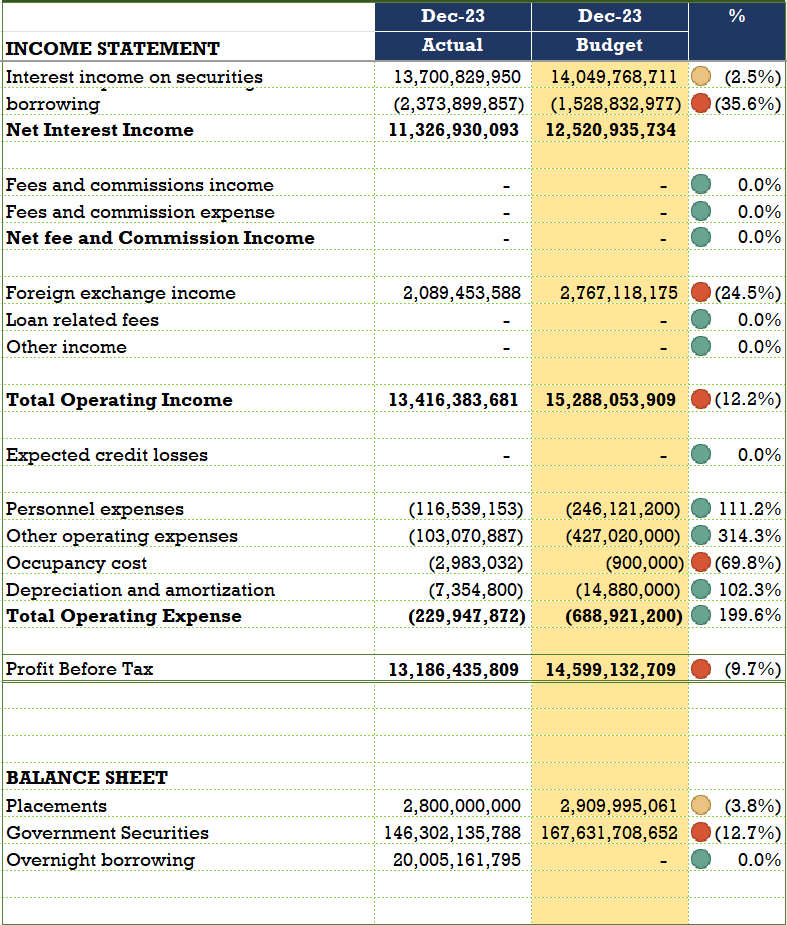 Dec-23 Dec-23 %
INCOME STATEMENT Actual Budget
Interest income on securities 13,700,829,950 14,049,768,711 (2.5%)
borrowing (2,373,899,857) (1,528,832,977) (35.6%)
Net Interest Income 11,326,930,093 12,520,935,734
Fees and commissions income - - 0.0%
Fees and commission expense - - 0.0%
Net fee and Commission Income - - 0.0%
Foreign exchange income 2,089,453,588 2,767,118,175 (24.5%)
Loan related fees - - 0.0%
Other income - - 0.0%
Total Operating Income 13,416,383,681 15,288,053,909 (12.2%)
Expected credit losses - - 0.0%
Personnel expenses (116,539,153) (246,121,200) 111.2%
Other operating expenses (103,070,887) (427,020,000) 314.3%
Occupancy cost (2,983,032) (900,000) (69.8%)
Depreciation and amortization (7,354,800) (14,880,000) 102.3%
Total Operating Expense (229,947,872) (688,921,200) 199.6%
Profit Before Tax 13,186,435,809 14,599,132,709 (9.7%)
BALANCE SHEET
Placements 2,800,000,000 2,909,995,061 (3.8%)
Government Securities 146,302,135,788 167,631,708,652 (12.7%)
Overnight borrowing 20,005,161,795 - 0.0%